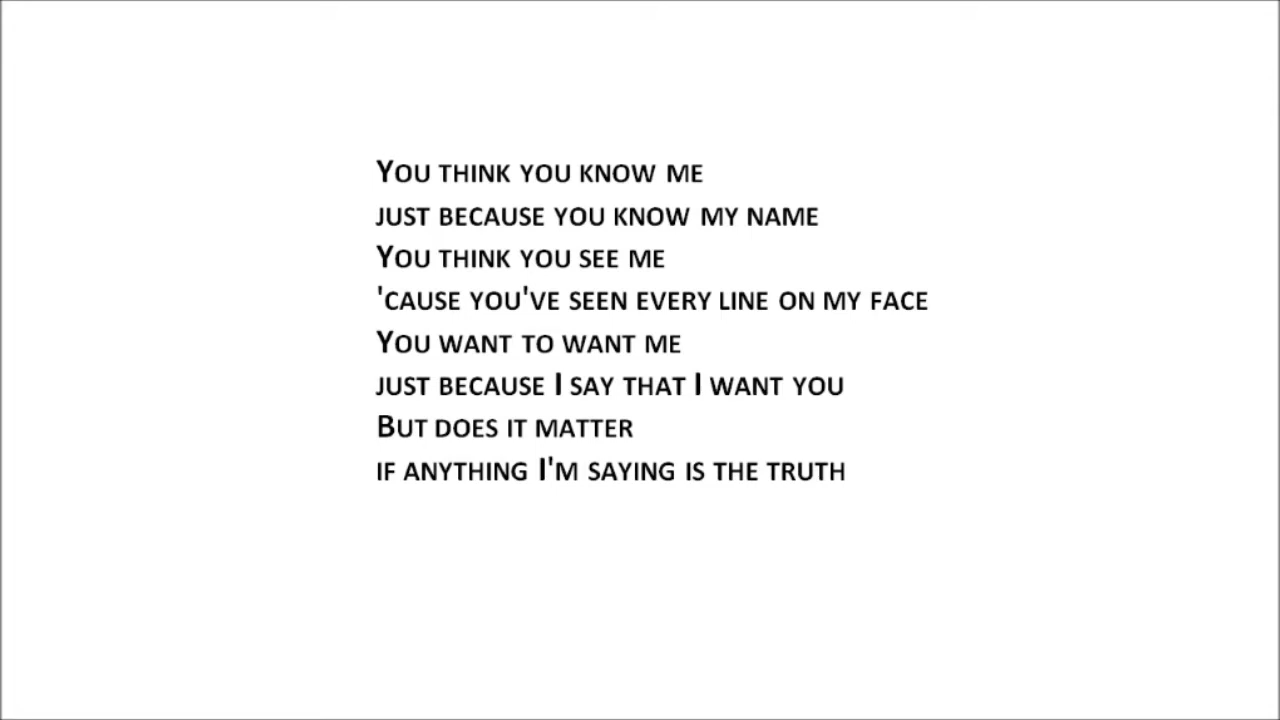 You think you know me
just because you know my name
You think you see me
'cause you've seen every line on my face
You want to want me
just because I say that I want you
But does it matter
if anything I'm saying is the truth